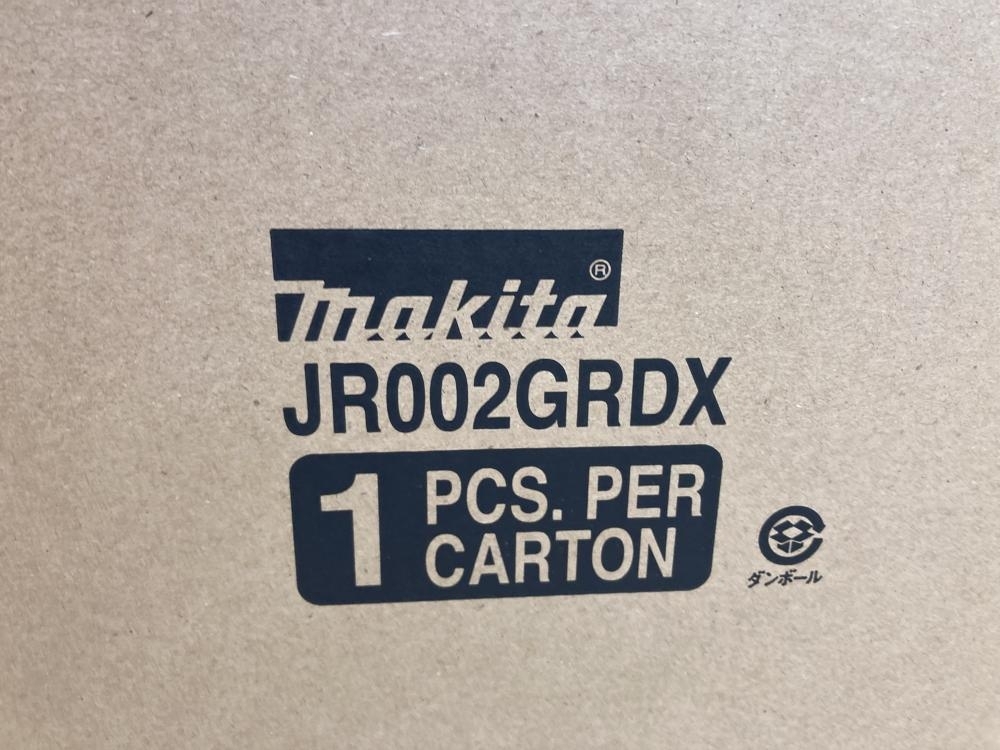 makita®
JR002GRDX
1 PCS. PER
CARTON
ダンボール